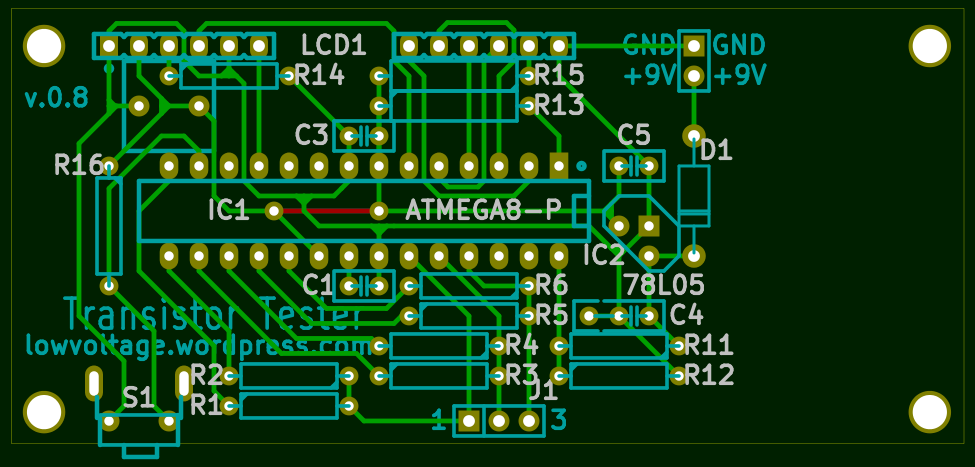 LCD1 GND GND
R14 R15 +9V +9V
v.0.8 R13
C3 C5 D1
R16
IC1 ATMEGA8-P
IC2
C1 R6 78L05
Transistor Tester R5 C4
lowvoltage.wordpress.com R4 R11
R2 R3 R12
S1 R1 J1
1 3